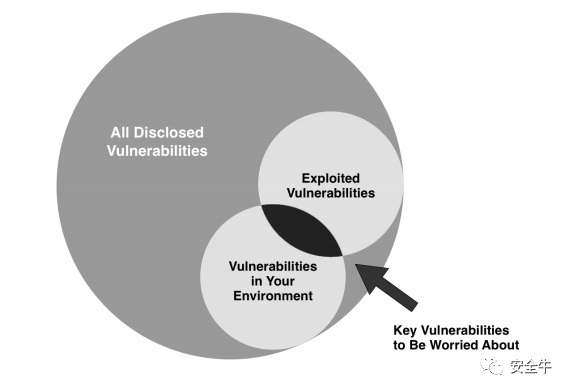 All Disclosed
Vulnerabilities
Exploited
Vulnerabilities
Vulnerabilities
in Your
Environment
Key Vulnerabilities
to Be Worried About
安全牛